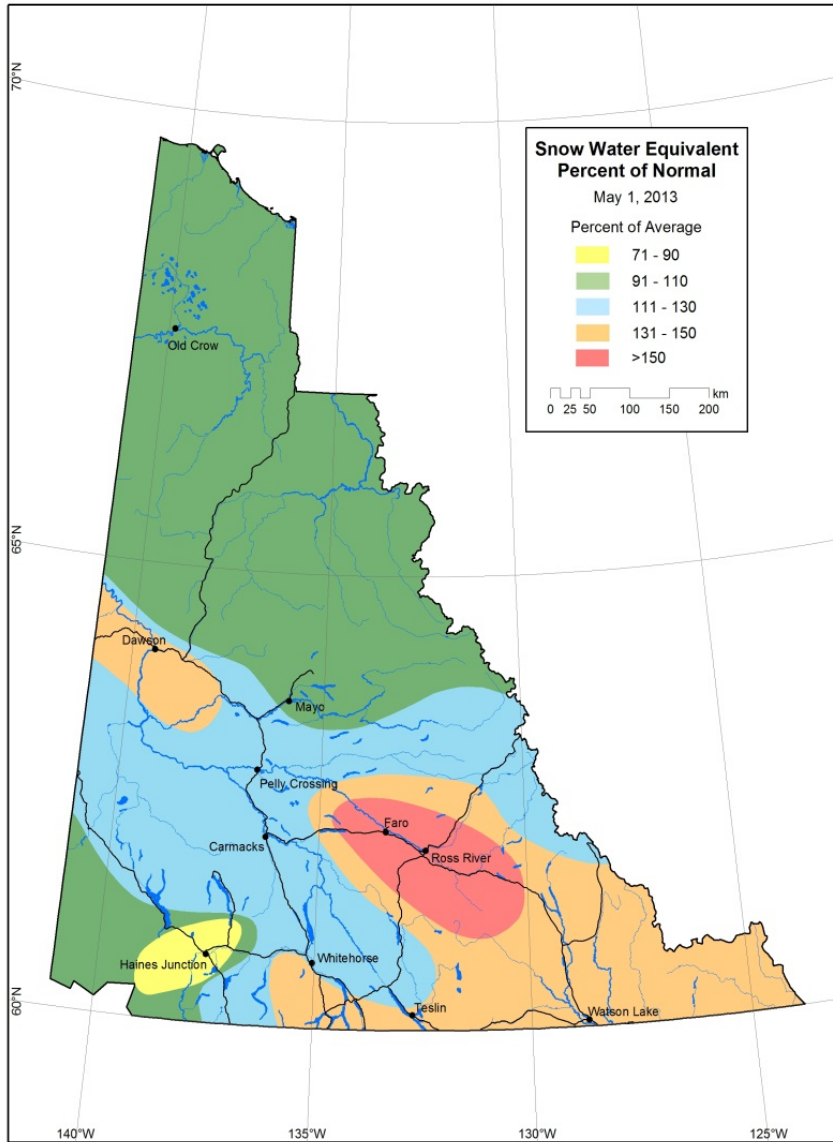 70°N
Snow Water Equivalent
Percent of Normal
May 1, 2013
Percent of Average
71 - 90
91 - 110
111 - 130
131 - 150
>150
km
0 25 50 100 150 200
Old Crow
65°N
Dawson
Mayo
Pelly Crossing
Faro
Carmacks
Ross River
Haines Junction
Whitehorse
60°N
Teslin
Watson Lake
140°W
135°W
130°W
125°W